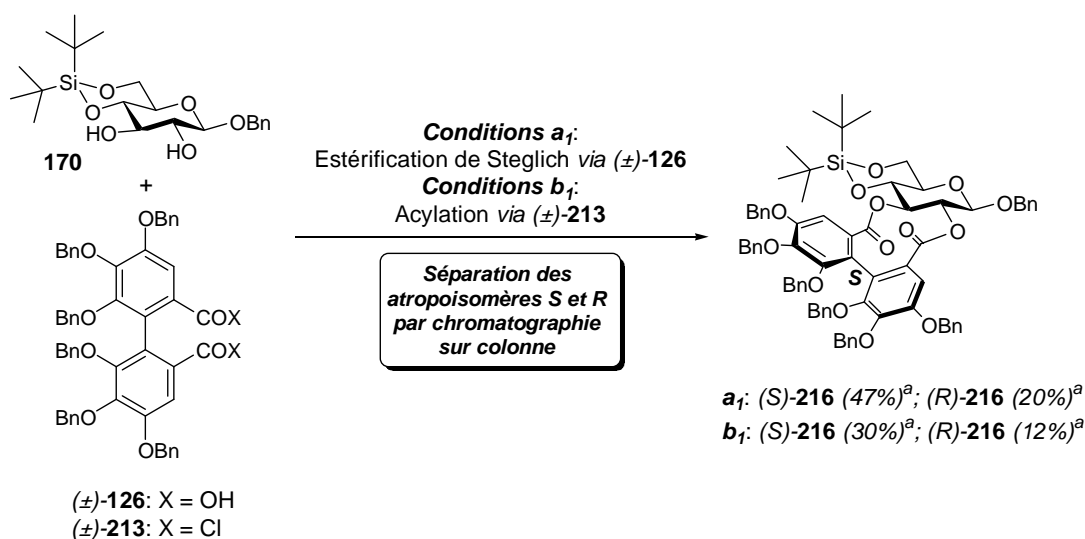 Si
O
O
O
HO
HO
OBn
170
+
OBn
BnO
BnO
BnO
COX
BnO
COX
BnO
BnO
OBn
(±)-126: X = OH
(±)-213: X = Cl
Conditions a1:
Estérification de Steglich via (±)-126
Conditions b1:
Acylation via (±)-213
Séparation des
atropoisomères S et R
par chromatographie
sur colonne
Si
O
O
O
OBn
O
O
O
O
BnO
BnO
BnO
S
BnO
BnO
OBn
a1: (S)-216 (47%)a; (R)-216 (20%)a
b1: (S)-216 (30%)a; (R)-216 (12%)a